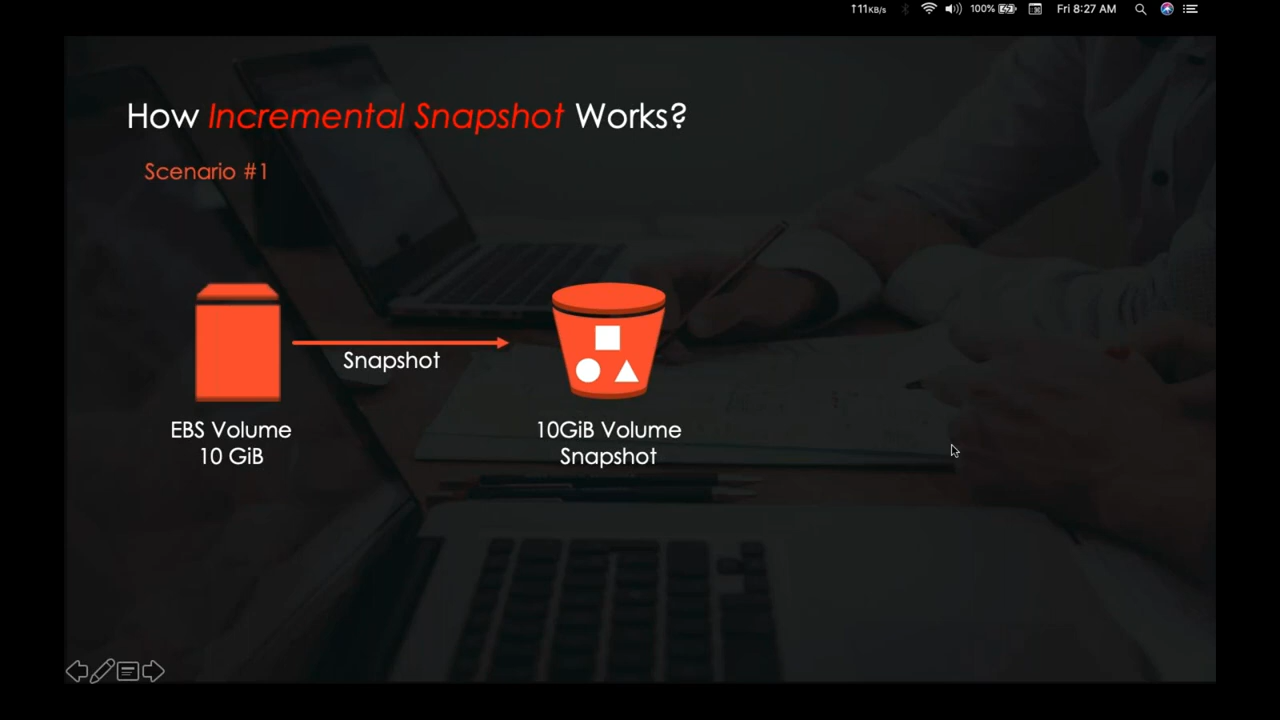 ↑11KB/s 100% Fri 8:27 AM
How Incremental Snapshot Works?
Scenario #1
Snapshot
EBS Volume
10 GiB
10GiB Volume
Snapshot